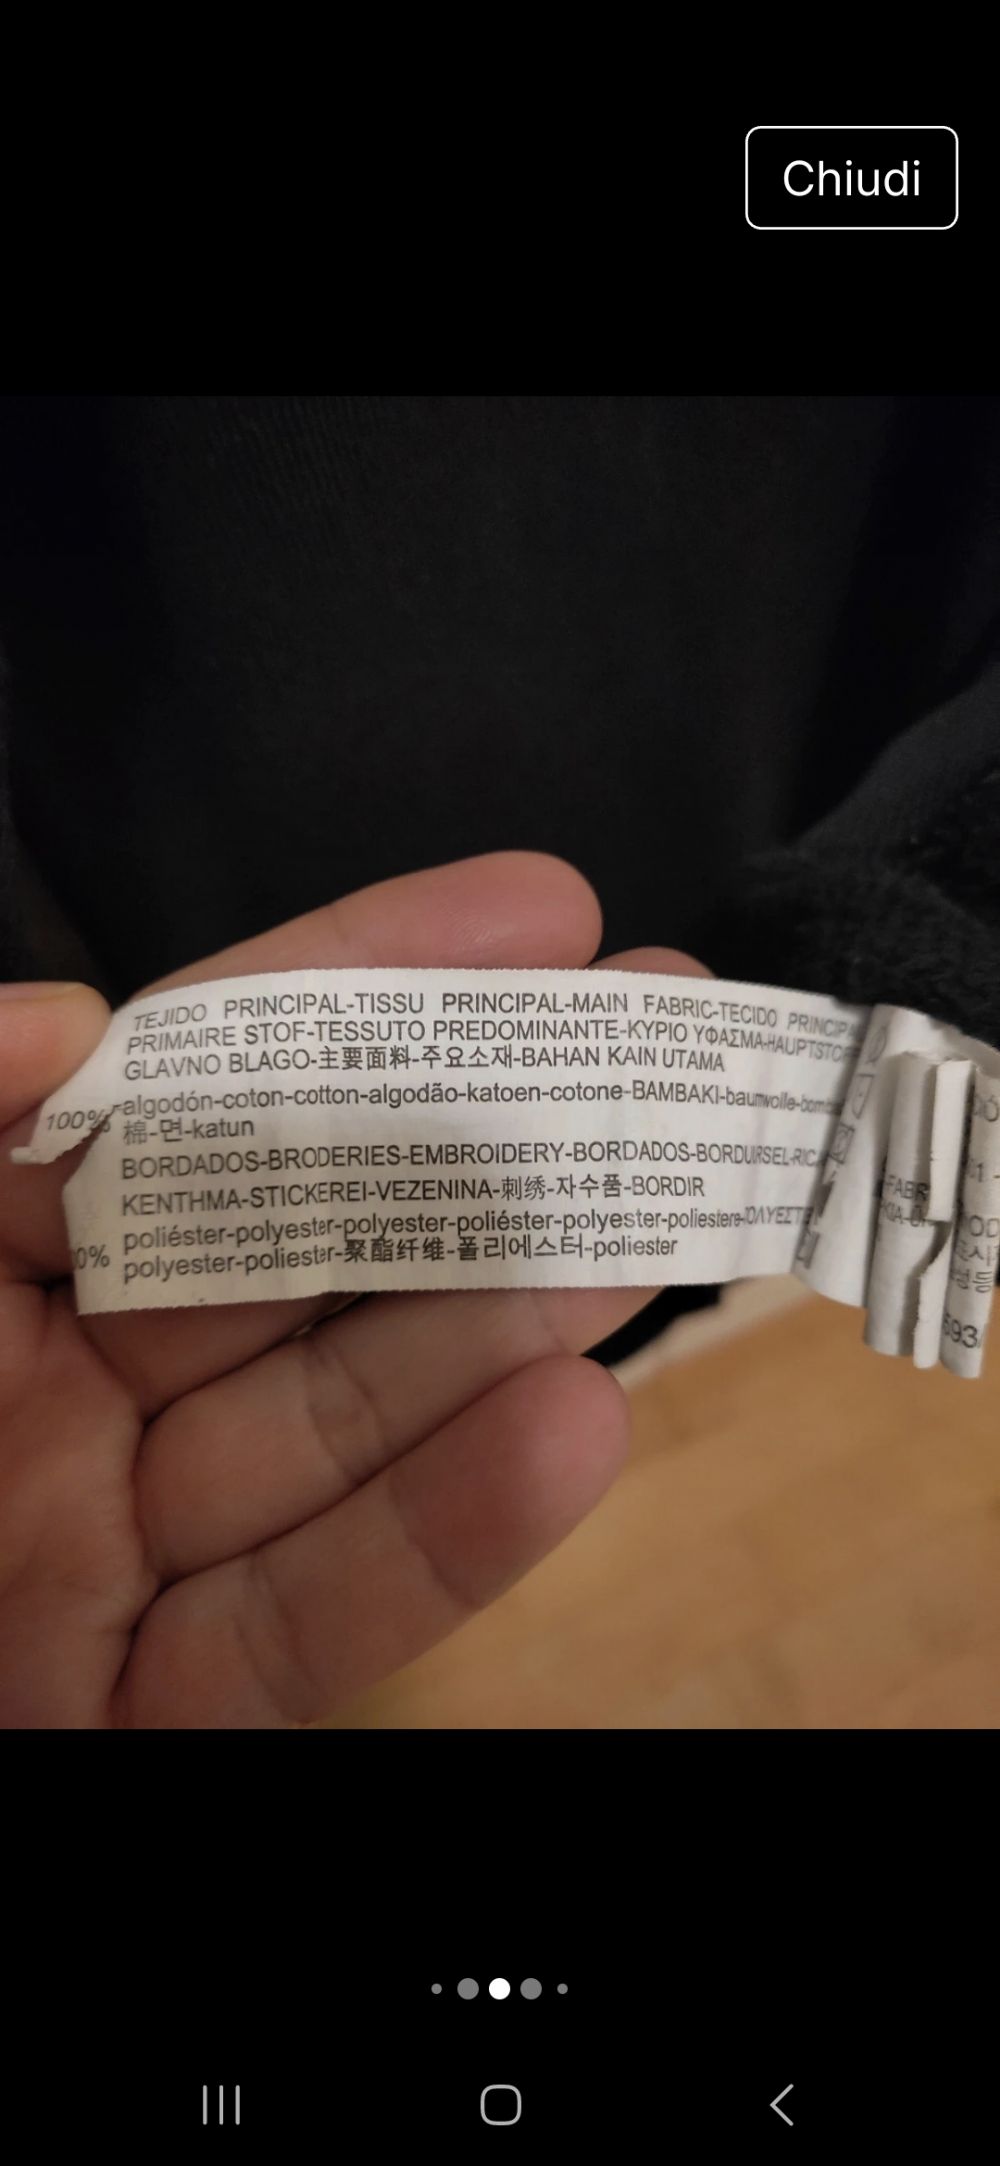 Chiudi
TEJIDO PRINCIPAL-TISSU PRINCIPAL-MAIN FABRIC-TECIDO
PRIMAIRE STOF-TESSUTO PREDOMINANTE-ΚΥΡΙΟ ΥΦΑΣΜΑ-HAUPTSTOFF
GLAVNO BLAGO-主要面料-주요소재-BAHAN KAIN UTAMA
100% algodón-coton-cotton-algodão-katoen-cotone-BAMBAKI-baumwolle-
棉-면-katun
BORDADOS-BRODERIES-EMBROIDERY-BORDADOS-BORDUURSEL-
KENTHMA-STICKEREI-VEZENINA-刺绣-자수품-BORDIR
poliéster-polyester-polyester-poliéster-polyester-poliestere-
polyester-poliester-聚酯纤维-폴리에스터-poliester